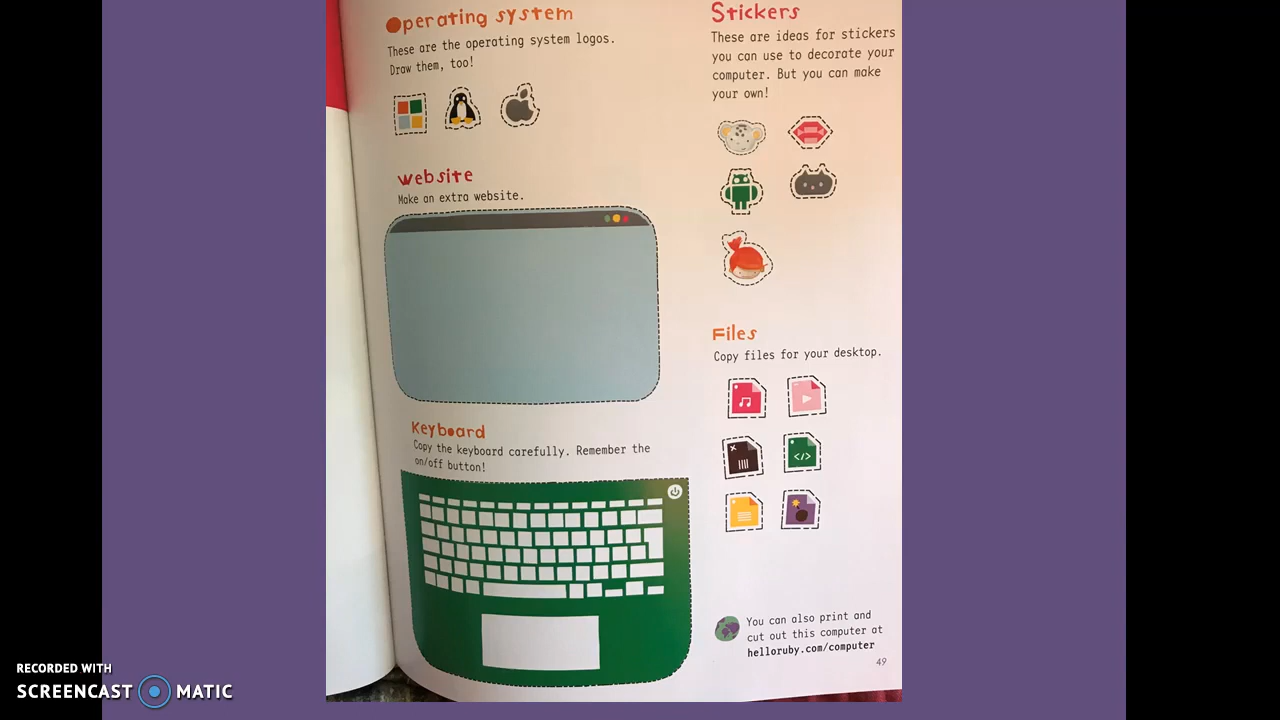 Operating system
These are the operating system logos.
Draw them, too!
Website
Make an extra website.
Keyboard
Copy the keyboard carefully. Remember the
on/off button!
Stickers
These are ideas for stickers
you can use to decorate your
computer. But you can make
your own!
Files
Copy files for your desktop.
</>
You can also print and
cut out this computer at
helloruby.com/computer
49
RECORDED WITH
SCREENCAST MATIC